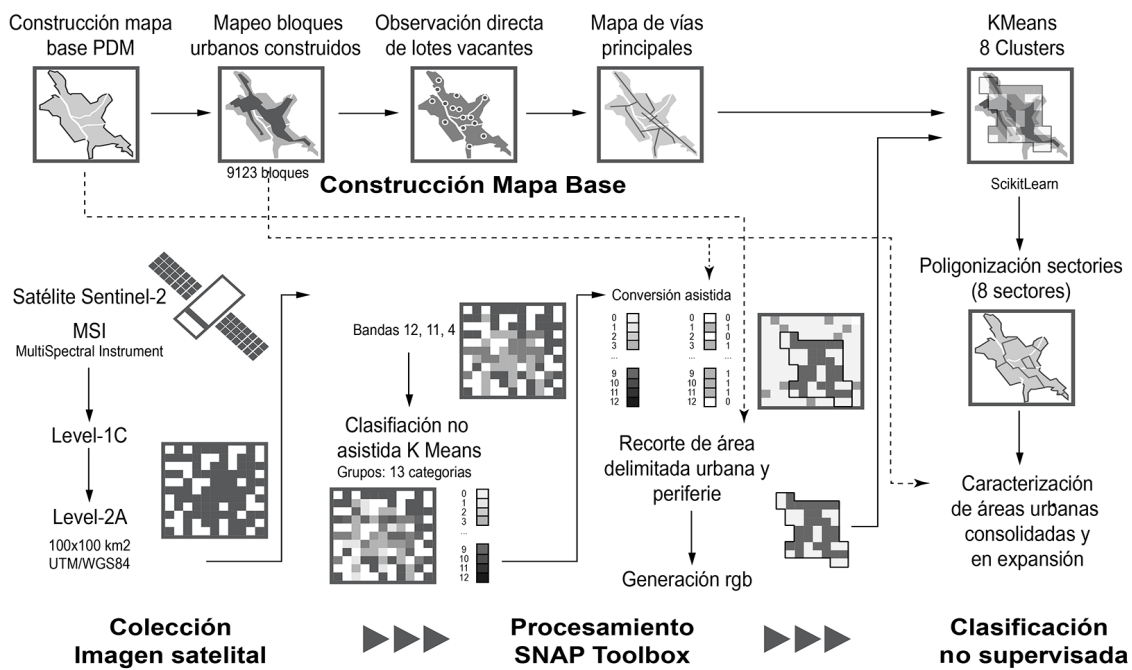 Construcción mapa
base PDM
Mapeo bloques
urbanos construidos
Observación directa
de lotes vacantes
Mapa de vías
principales
KMeans
8 Clusters
9123 bloques
Construcción Mapa Base
ScikitLearn
Satélite Sentinel-2
MSI
MultiSpectral Instrument
Level-1C
Level-2A
100x100 km2
UTM/WGS84
Bandas 12, 11, 4
Clasifiación no
asistida K Means
Grupos: 13 categorias
0
1
2
3
...
9
10
11
12
Conversión asistida
0
1
2
3
...
9
10
11
12
0
1
2
3
...
9
10
11
12
0
1
0
1
...
1
1
1
0
Recorte de área
delimitada urbana y
periferie
Generación rgb
Poligonización sectories
(8 sectores)
Caracterización
de áreas urbanas
consolidadas y
en expansión
Colección
Imagen satelital
Procesamiento
SNAP Toolbox
Clasificación
no supervisada